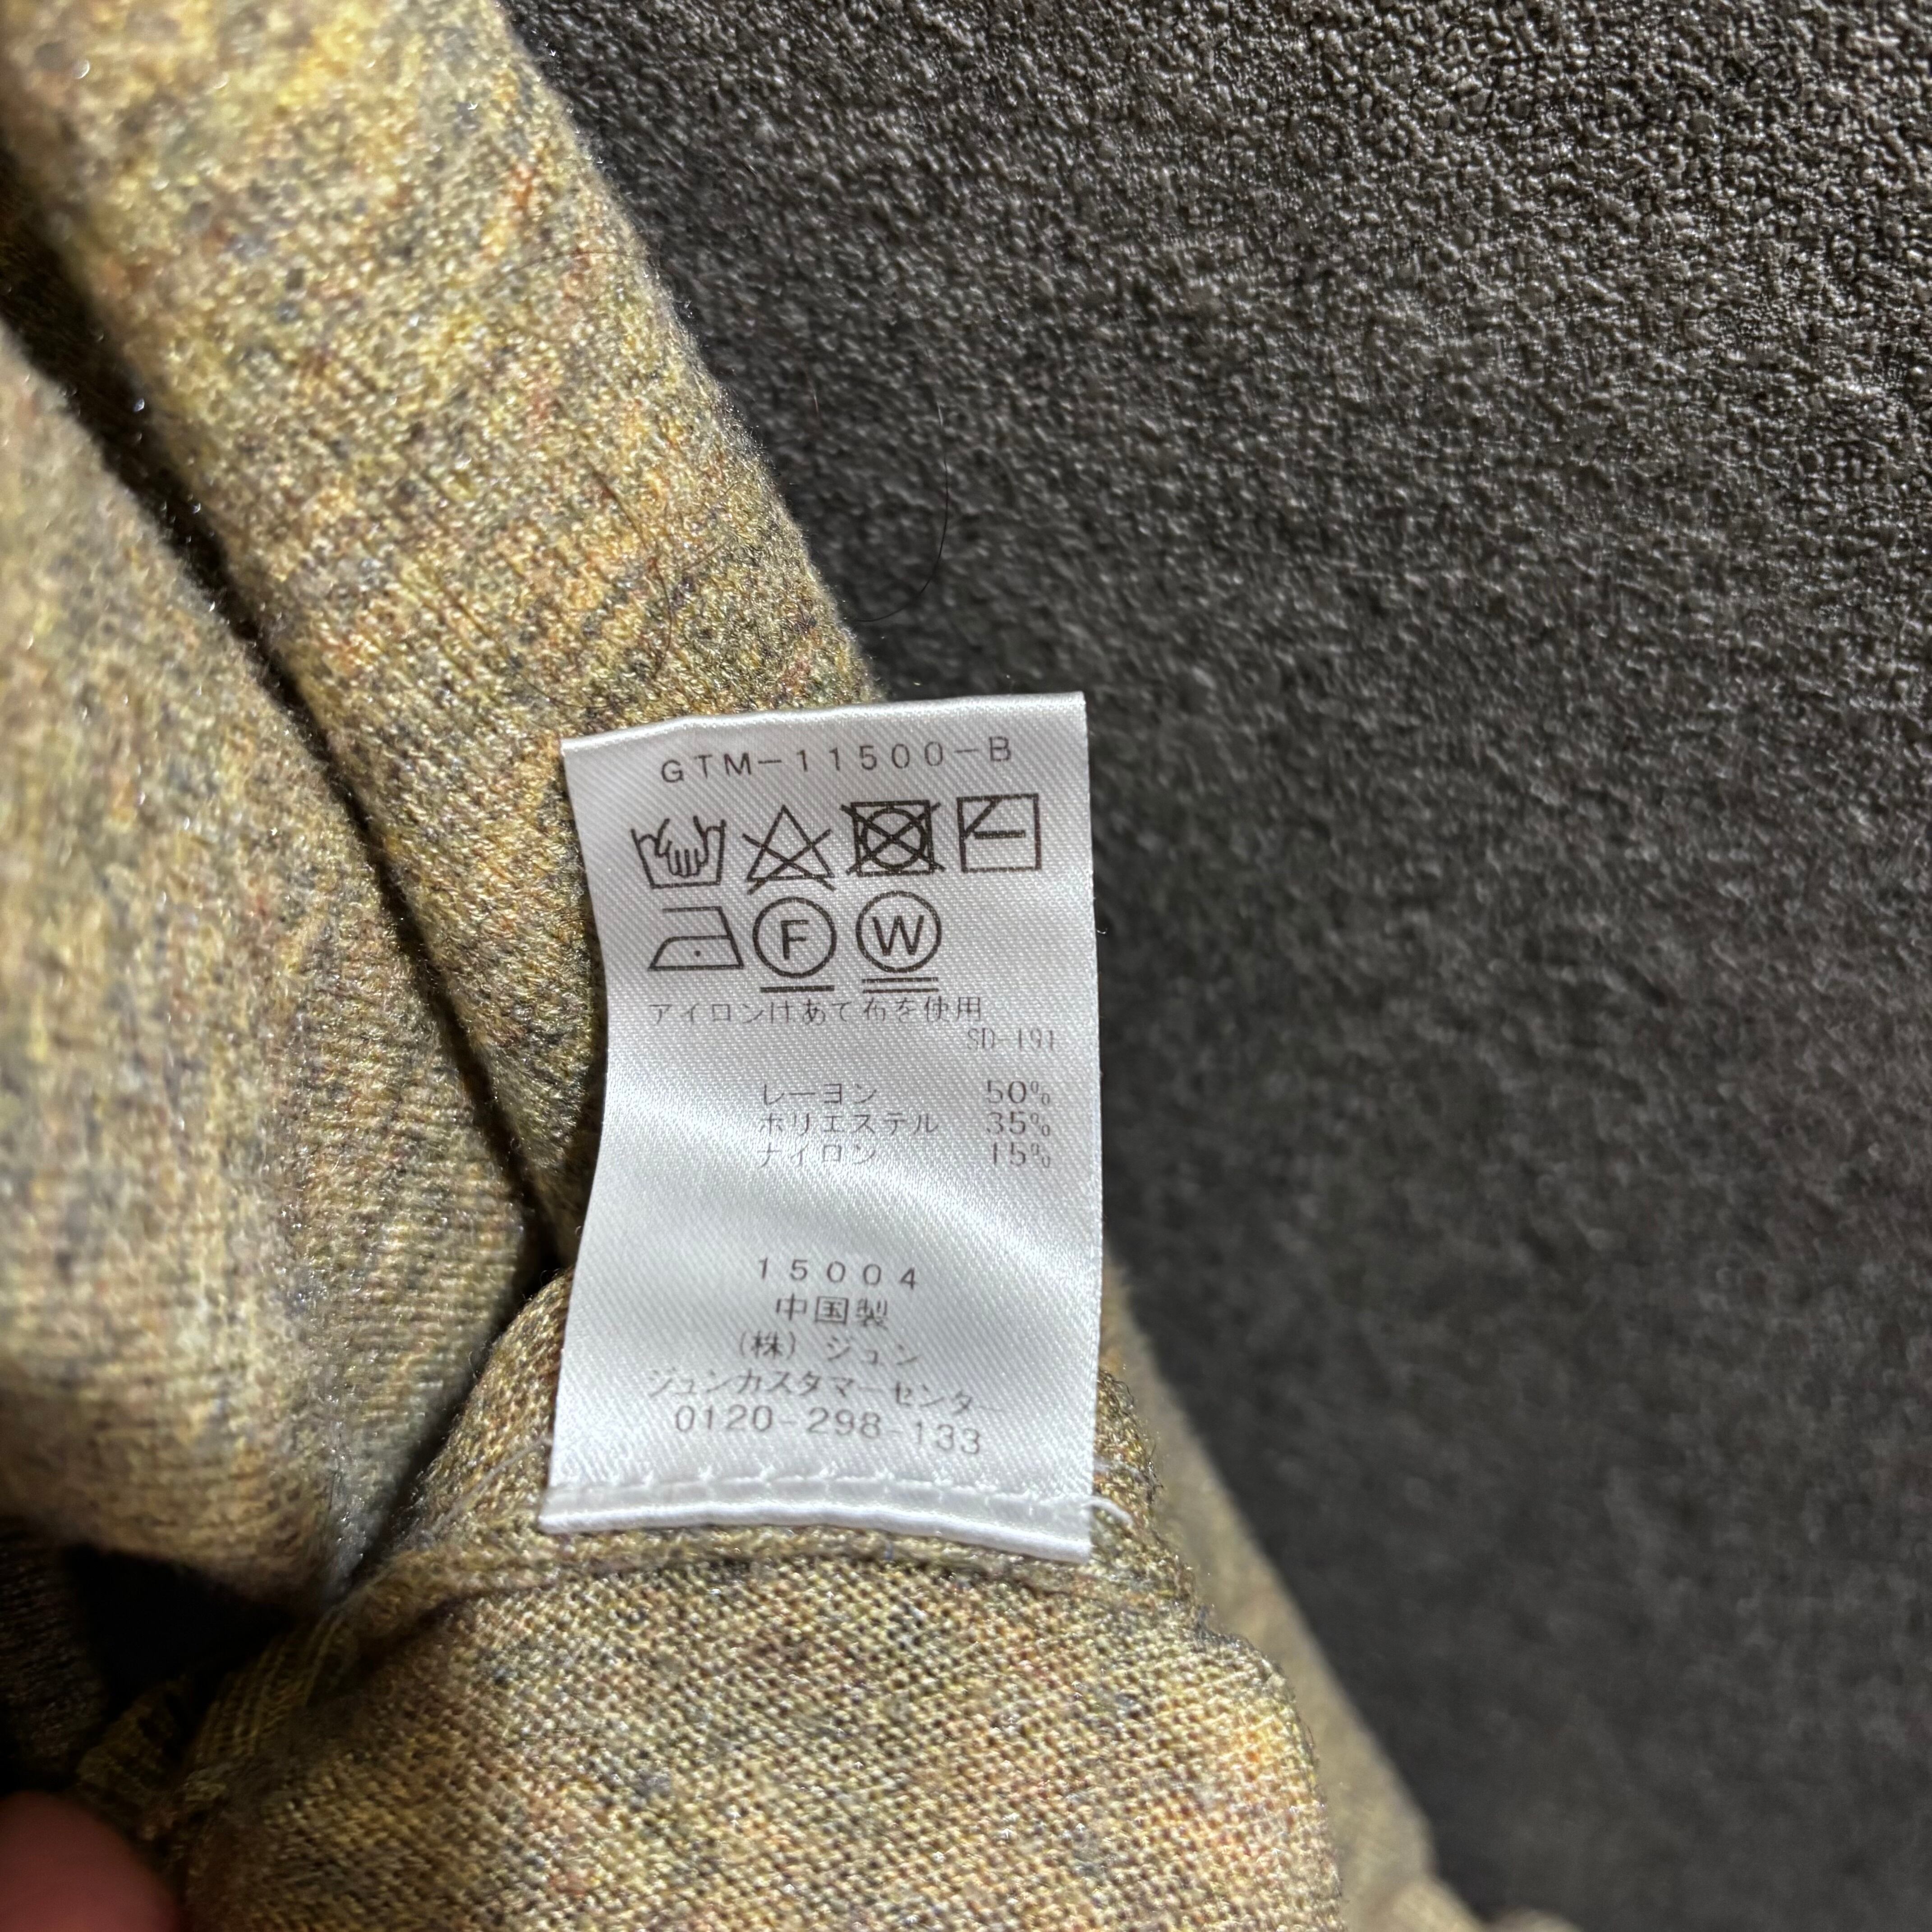 GTM-11500-B
F W
アイロンはあて布を使用
SD-191
レーヨン 50%
ポリエステル 35%
ナイロン 15%
15004
中国製
(株)ジュン
ジュンカスタマーセンター
0120-298-133